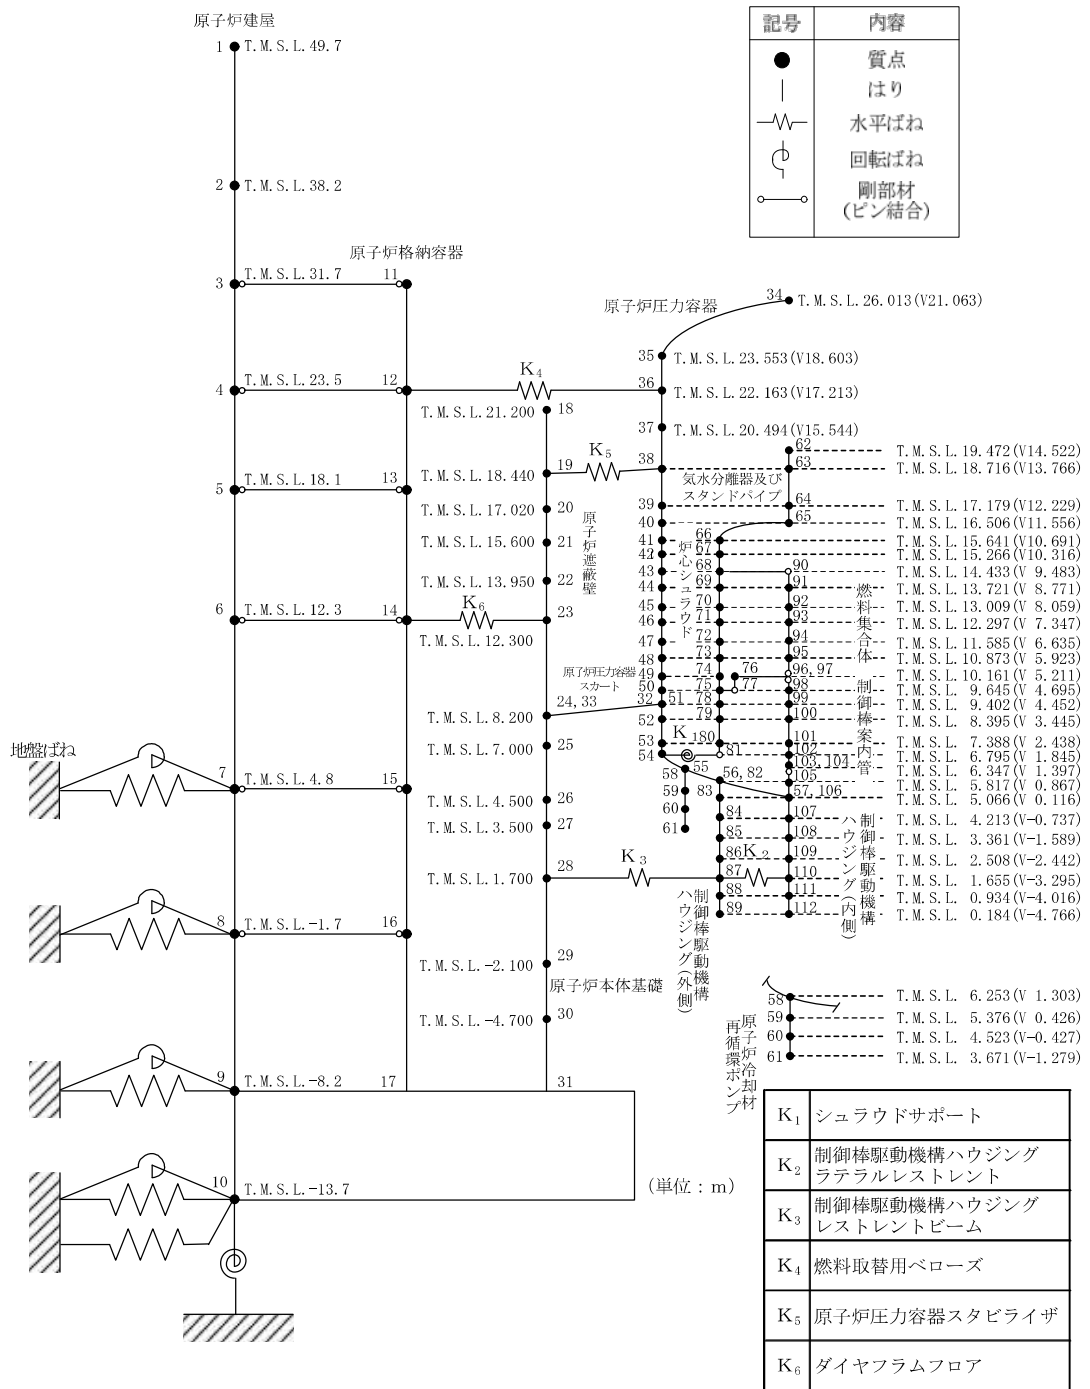 原子炉建屋
1 T.M.S.L.49.7
2 T.M.S.L.38.2
3 T.M.S.L.31.7 11
4 T.M.S.L.23.5 12
5 T.M.S.L.18.1 13
6 T.M.S.L.12.3 14
地盤ばね
7 T.M.S.L.4.8 15
8 T.M.S.L.-1.7 16
9 T.M.S.L.-8.2 17
10 T.M.S.L.-13.7
原子炉格納容器
K₄
K₅
K₆
T.M.S.L.21.200 18
T.M.S.L.18.440 19
T.M.S.L.17.020 20
T.M.S.L.15.600 21
T.M.S.L.13.950 22
T.M.S.L.12.300 23
原子炉遮蔽壁
原子炉圧力容器
スカート
T.M.S.L.8.200 24,33
T.M.S.L.7.000 25
T.M.S.L.4.500 26
T.M.S.L.3.500 27
T.M.S.L.1.700 28
K₃
T.M.S.L.-2.100 29
原子炉本体基礎
T.M.S.L.-4.700 30
31
(単位：m)
原子炉圧力容器
34 T.M.S.L.26.013(V21.063)
35 T.M.S.L.23.553(V18.603)
36 T.M.S.L.22.163(V17.213)
37 T.M.S.L.20.494(V15.544)
38
39
40
41
42
43
44
45
46
47
48
49
50
32 51
52
53
54
K₁
55
56,82
57,106
58
59
60
61
気水分離器及び
スタンドパイプ
62
63
64
65
炉心シュラウド
66
67
68
69
70
71
72
73
74
75
76
77
78
79
80
81
83
84
85
86
87
88
89
K₂
燃料集合体
90
91
92
93
94
95
96,97
制御棒案内管
98
99
100
101
102
103,104
105
107
108
109
110
111
112
制御棒駆動機構
ハウジング(内側)
制御棒駆動機構
ハウジング(外側)
T.M.S.L.19.472(V14.522)
T.M.S.L.18.716(V13.766)
T.M.S.L.17.179(V12.229)
T.M.S.L.16.506(V11.556)
T.M.S.L.15.641(V10.691)
T.M.S.L.15.266(V10.316)
T.M.S.L.14.433(V 9.483)
T.M.S.L.13.721(V 8.771)
T.M.S.L.13.009(V 8.059)
T.M.S.L.12.297(V 7.347)
T.M.S.L.11.585(V 6.635)
T.M.S.L.10.873(V 5.923)
T.M.S.L.10.161(V 5.211)
T.M.S.L. 9.645(V 4.695)
T.M.S.L. 9.402(V 4.452)
T.M.S.L. 8.395(V 3.445)
T.M.S.L. 7.388(V 2.438)
T.M.S.L. 6.795(V 1.845)
T.M.S.L. 6.347(V 1.397)
T.M.S.L. 5.817(V 0.867)
T.M.S.L. 5.066(V 0.116)
T.M.S.L. 4.213(V-0.737)
T.M.S.L. 3.361(V-1.589)
T.M.S.L. 2.508(V-2.442)
T.M.S.L. 1.655(V-3.295)
T.M.S.L. 0.934(V-4.016)
T.M.S.L. 0.184(V-4.766)
原子炉冷却材
再循環ポンプ
58 T.M.S.L. 6.253(V 1.303)
59 T.M.S.L. 5.376(V 0.426)
60 T.M.S.L. 4.523(V-0.427)
61 T.M.S.L. 3.671(V-1.279)
記号 内容
質点
はり
水平ばね
回転ばね
剛部材
(ピン結合)
K₁ シュラウドサポート
K₂ 制御棒駆動機構ハウジング
ラテラルレストレント
K₃ 制御棒駆動機構ハウジング
レストレントビーム
K₄ 燃料取替用ベローズ
K₅ 原子炉圧力容器スタビライザ
K₆ ダイヤフラムフロア